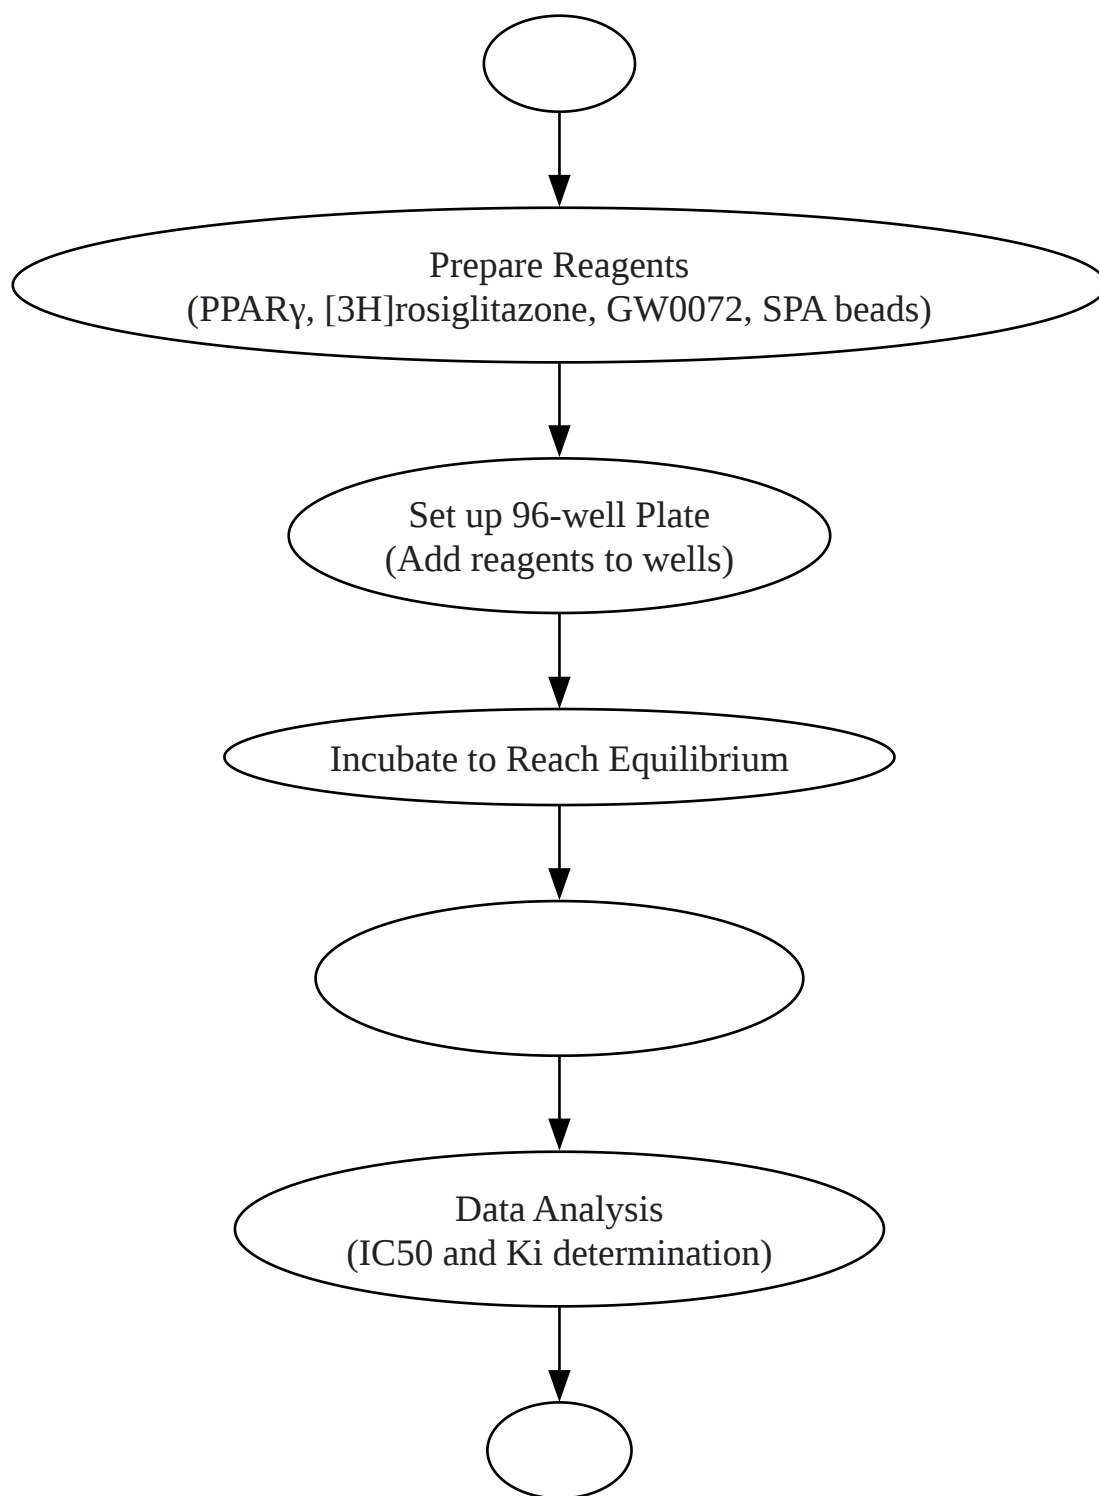 Prepare Reagents
(PPARγ, [3H]rosiglitazone, GW0072, SPA beads)
Set up 96-well Plate
(Add reagents to wells)
Incubate to Reach Equilibrium
Data Analysis
(IC50 and Ki determination)